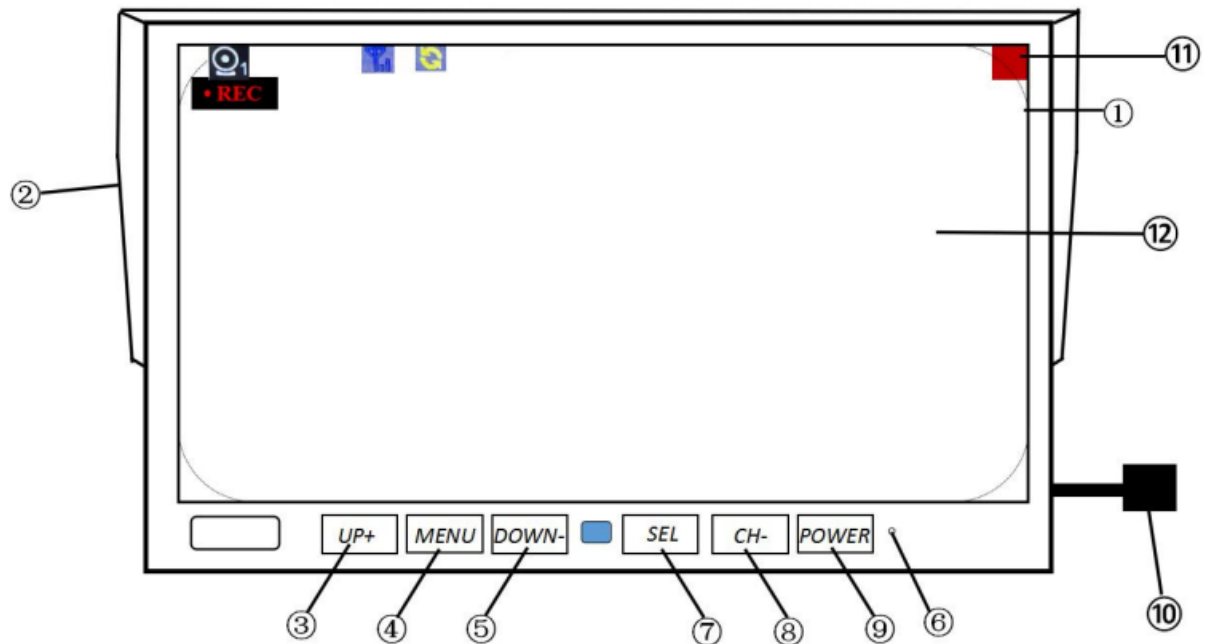 1
• REC
⑪
①
②
⑫
UP+ MENU DOWN- SEL CH- POWER
③ ④ ⑤ ⑦ ⑧ ⑨ ⑥ ⑩